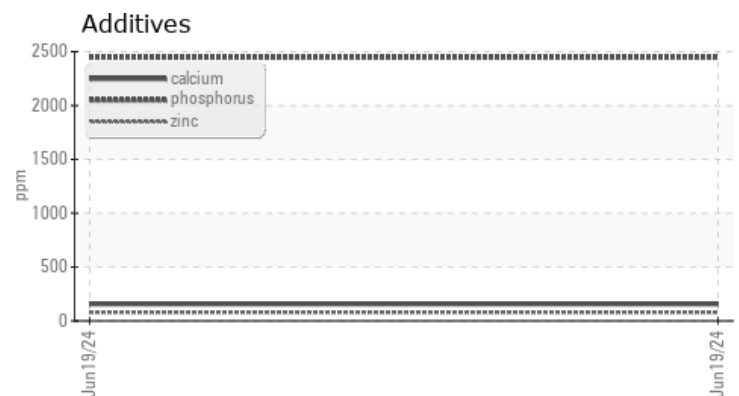 Additives
2500
2000
1500
1000
500
0
ppm
calcium
phosphorus
zinc
Jun19/24
Jun19/24